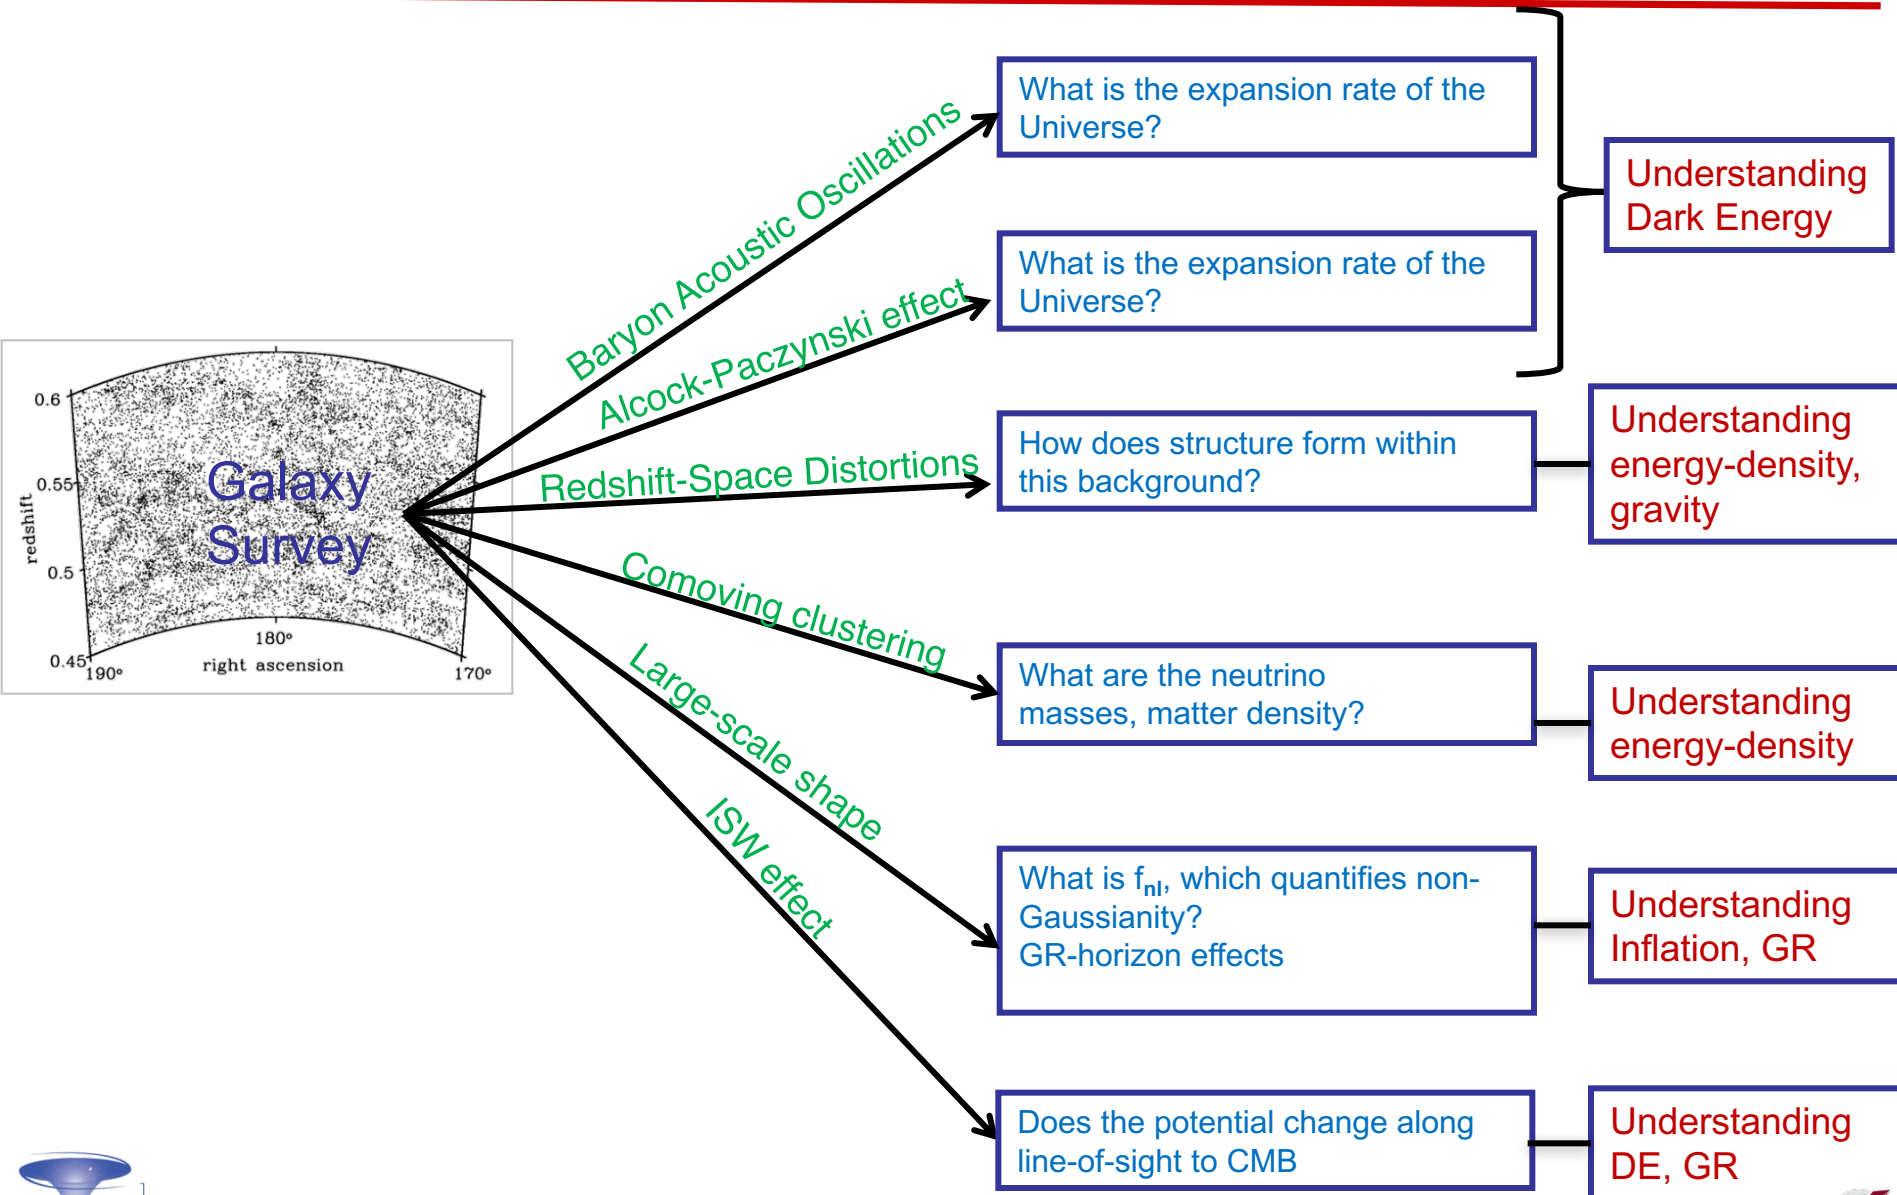 Baryon Acoustic Oscillations
What is the expansion rate of the
Universe?
Understanding
Dark Energy
Alcock-Paczynski effect
What is the expansion rate of the
Universe?
Redshift-Space Distortions
How does structure form within
this background?
Understanding
energy-density,
gravity
0.6
0.55
0.5
0.45
redshift
Galaxy
Survey
180°
190°
right ascension
170°
Comoving clustering
What are the neutrino
masses, matter density?
Understanding
energy-density
Large-scale shape
What is fnl, which quantifies non-
Gaussianity?
GR-horizon effects
Understanding
Inflation, GR
ISW effect
Does the potential change along
line-of-sight to CMB
Understanding
DE, GR